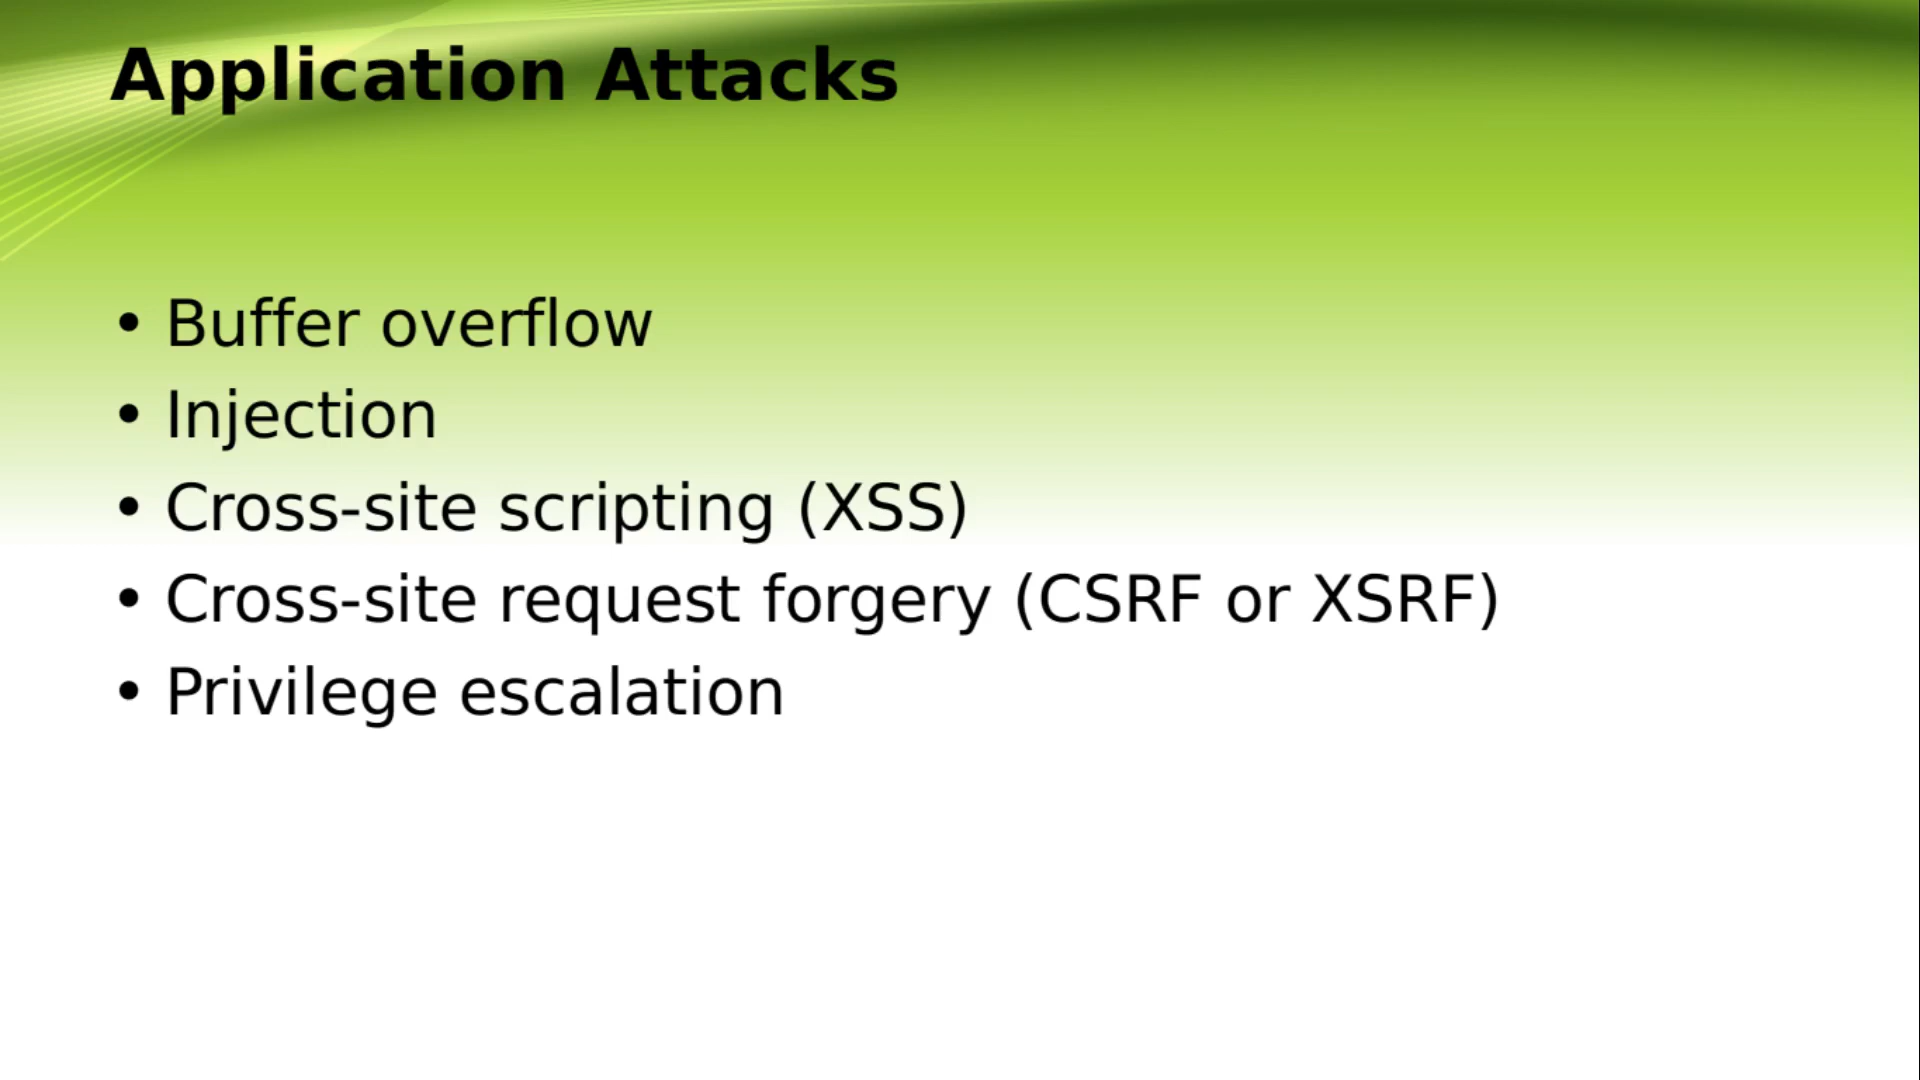 Application Attacks
• Buffer overflow
• Injection
• Cross-site scripting (XSS)
• Cross-site request forgery (CSRF or XSRF)
• Privilege escalation